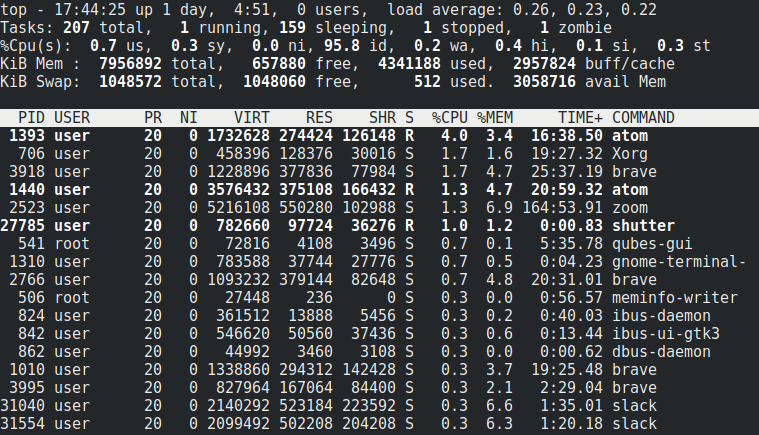 top - 17:44:25 up 1 day,  4:51,  0 users,  load average: 0.26, 0.23, 0.22
Tasks: 207 total,   1 running, 159 sleeping,   1 stopped,   1 zombie
%Cpu(s):  0.7 us,  0.3 sy,  0.0 ni, 95.8 id,  0.2 wa,  0.4 hi,  0.1 si,  0.3 st
KiB Mem :  7956892 total,   657880 free,  4341188 used,  2957824 buff/cache
KiB Swap:  1048572 total,  1048060 free,      512 used.  3058716 avail Mem
PID USER      PR  NI    VIRT    RES    SHR S  %CPU %MEM     TIME+ COMMAND
1393 user      20   0 1732628 274424 126148 R   4.0  3.4  16:38.50 atom
706 user      20   0  458396 128376  30016 S   1.7  1.6  19:27.32 Xorg
3918 user      20   0 1228896 377836  77984 S   1.7  4.7  25:37.19 brave
1440 user      20   0 3576432 375108 166432 R   1.3  4.7  20:59.32 atom
2523 user      20   0 5216108 550280 102988 S   1.3  6.9 164:53.91 zoom
27785 user      20   0  782660  97724  36276 R   1.0  1.2   0:00.83 shutter
541 root      20   0   72816   4108   3496 S   0.7  0.1   5:35.78 qubes-gui
1310 user      20   0  783588  37744  27776 S   0.7  0.5   0:04.23 gnome-terminal-
2766 user      20   0 1093232 379144  82648 S   0.7  4.8  20:31.01 brave
506 root      20   0   27448    236      0 S   0.3  0.0   0:56.57 meminfo-writer
824 user      20   0  361512  13888   5456 S   0.3  0.2   0:40.03 ibus-daemon
842 user      20   0  546620  50560  37436 S   0.3  0.6   0:13.44 ibus-ui-gtk3
862 user      20   0   44992   3460   3108 S   0.3  0.0   0:00.62 dbus-daemon
1010 user      20   0 1338860 294312 142428 S   0.3  3.7  19:25.48 brave
3995 user      20   0  827964 167064  84400 S   0.3  2.1   2:29.04 brave
31040 user      20   0 2140292 523184 223592 S   0.3  6.6   1:35.01 slack
31554 user      20   0 2099492 502208 204208 S   0.3  6.3   1:20.18 slack